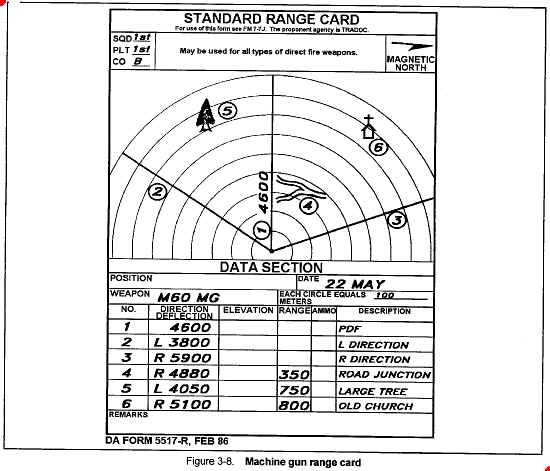 STANDARD RANGE CARD
For use of this form see FM 7-7J. The proponent agency is TRADOC.
SQD 1st
PLT 1st
CO B
May be used for all types of direct fire weapons.
MAGNETIC
NORTH
5
6
2
4600
4
3
1
DATA SECTION
POSITION
DATE 22 MAY
WEAPON M60 MG
EACH CIRCLE EQUALS 100
METERS
NO. DIRECTION DEFLECTION ELEVATION RANGE AMMO DESCRIPTION
1 4600 PDF
2 L 3800 L DIRECTION
3 R 5900 R DIRECTION
4 R 4880 350 ROAD JUNCTION
5 L 4050 750 LARGE TREE
6 R 5100 800 OLD CHURCH
REMARKS
DA FORM 5517-R, FEB 86
Figure 3-8. Machine gun range card